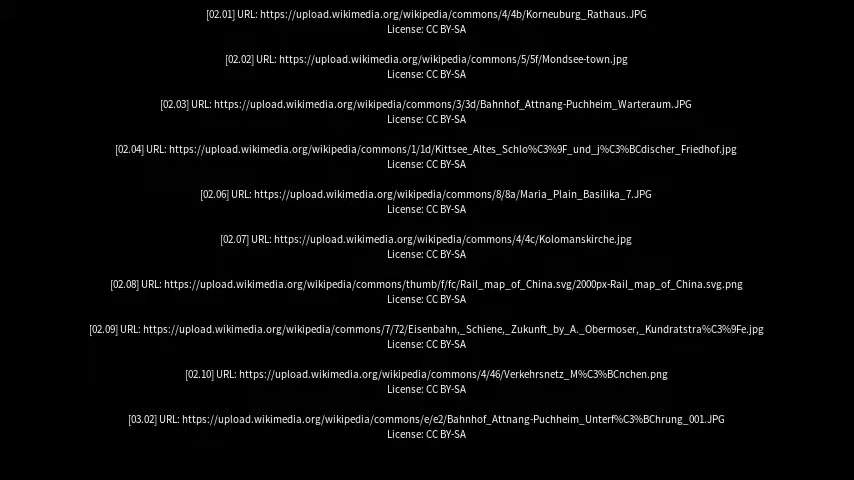 [02.01] URL: https://upload.wikimedia.org/wikipedia/commons/4/4b/Korneuburg_Rathaus.JPG
License: CC BY-SA
[02.02] URL: https://upload.wikimedia.org/wikipedia/commons/5/5f/Mondsee-town.jpg
License: CC BY-SA
[02.03] URL: https://upload.wikimedia.org/wikipedia/commons/3/3d/Bahnhof_Attnang-Puchheim_Warteraum.JPG
License: CC BY-SA
[02.04] URL: https://upload.wikimedia.org/wikipedia/commons/1/1d/Kittsee_Altes_Schlo%C3%9F_und_j%C3%BCdischer_Friedhof.jpg
License: CC BY-SA
[02.06] URL: https://upload.wikimedia.org/wikipedia/commons/8/8a/Maria_Plain_Basilika_7.JPG
License: CC BY-SA
[02.07] URL: https://upload.wikimedia.org/wikipedia/commons/4/4c/Kolomanskirche.jpg
License: CC BY-SA
[02.08] URL: https://upload.wikimedia.org/wikipedia/commons/thumb/f/fc/Rail_map_of_China.svg/2000px-Rail_map_of_China.svg.png
License: CC BY-SA
[02.09] URL: https://upload.wikimedia.org/wikipedia/commons/7/72/Eisenbahn,_Schiene,_Zukunft_by_A._Obermoser,_Kundratstra%C3%9Fe.jpg
License: CC BY-SA
[02.10] URL: https://upload.wikimedia.org/wikipedia/commons/4/46/Verkehrsnetz_M%C3%BCnchen.png
License: CC BY-SA
[03.02] URL: https://upload.wikimedia.org/wikipedia/commons/e/e2/Bahnhof_Attnang-Puchheim_Unterf%C3%BChrung_001.JPG
License: CC BY-SA